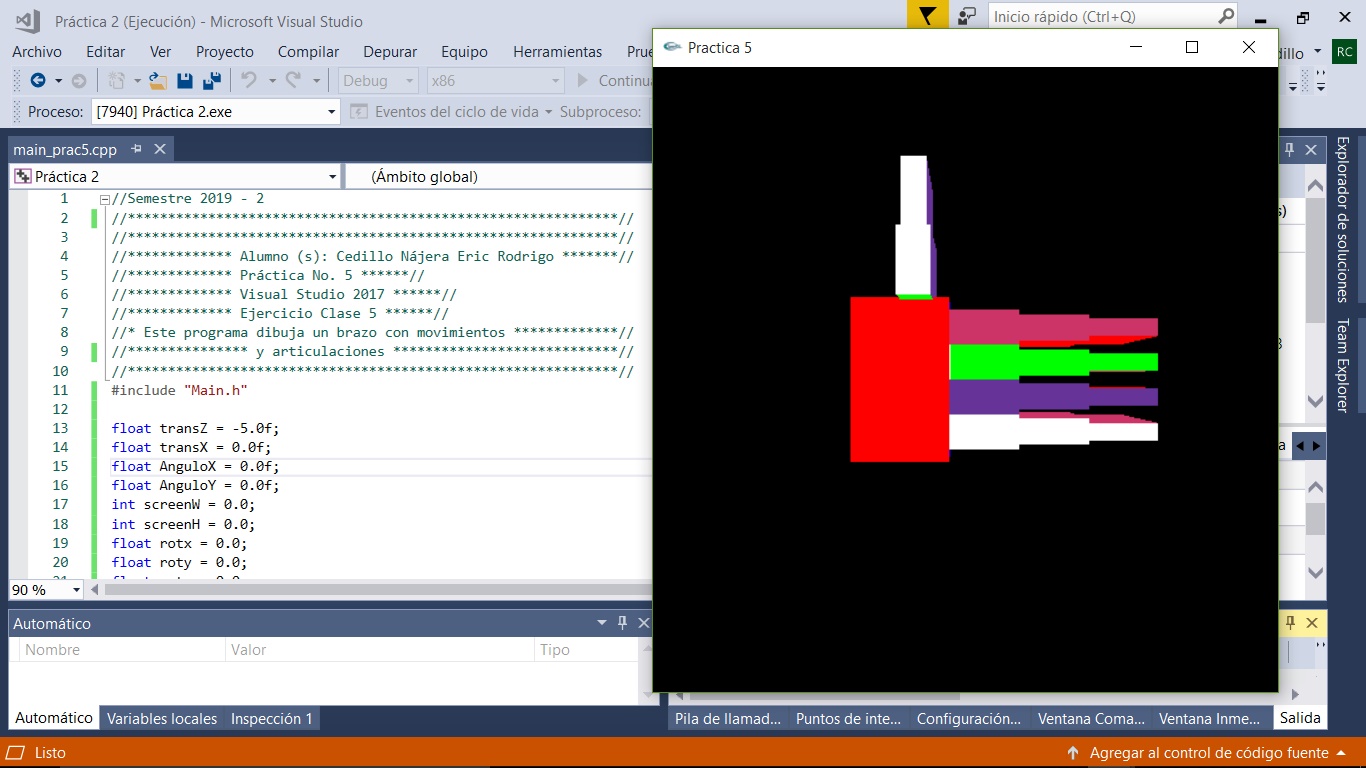 Práctica 2 (Ejecución) - Microsoft Visual Studio
Inicio rápido (Ctrl+Q)
Archivo Editar Ver Proyecto Compilar Depurar Equipo Herramientas
RC
Debug x86
Proceso: [7940] Práctica 2.exe Eventos del ciclo de vida Subproceso:
Practica 5
main_prac5.cpp
Práctica 2 (Ámbito global)
1 //Semestre 2019 - 2
2 //*************************************************************//
3 //*************************************************************//
4 //************* Alumno (s): Cedillo Nájera Eric Rodrigo *******//
5 //************* Práctica No. 5 ******//
6 //************* Visual Studio 2017 ******//
7 //************* Ejercicio Clase 5 ******//
8 //* Este programa dibuja un brazo con movimientos *************//
9 //*************** y articulaciones ****************************//
10 //*************************************************************//
11 #include "Main.h"
12
13 float transZ = -5.0f;
14 float transX = 0.0f;
15 float AnguloX = 0.0f;
16 float AnguloY = 0.0f;
17 int screenW = 0.0;
18 int screenH = 0.0;
19 float rotx = 0.0;
20 float roty = 0.0;
90 %
Explorador de soluciones
Team Explorer
Automático
Nombre Valor Tipo
Automático Variables locales Inspección 1
Pila de llamad... Puntos de inte... Configuración... Ventana Coma... Ventana Inme... Salida
Listo
Agregar al control de código fuente